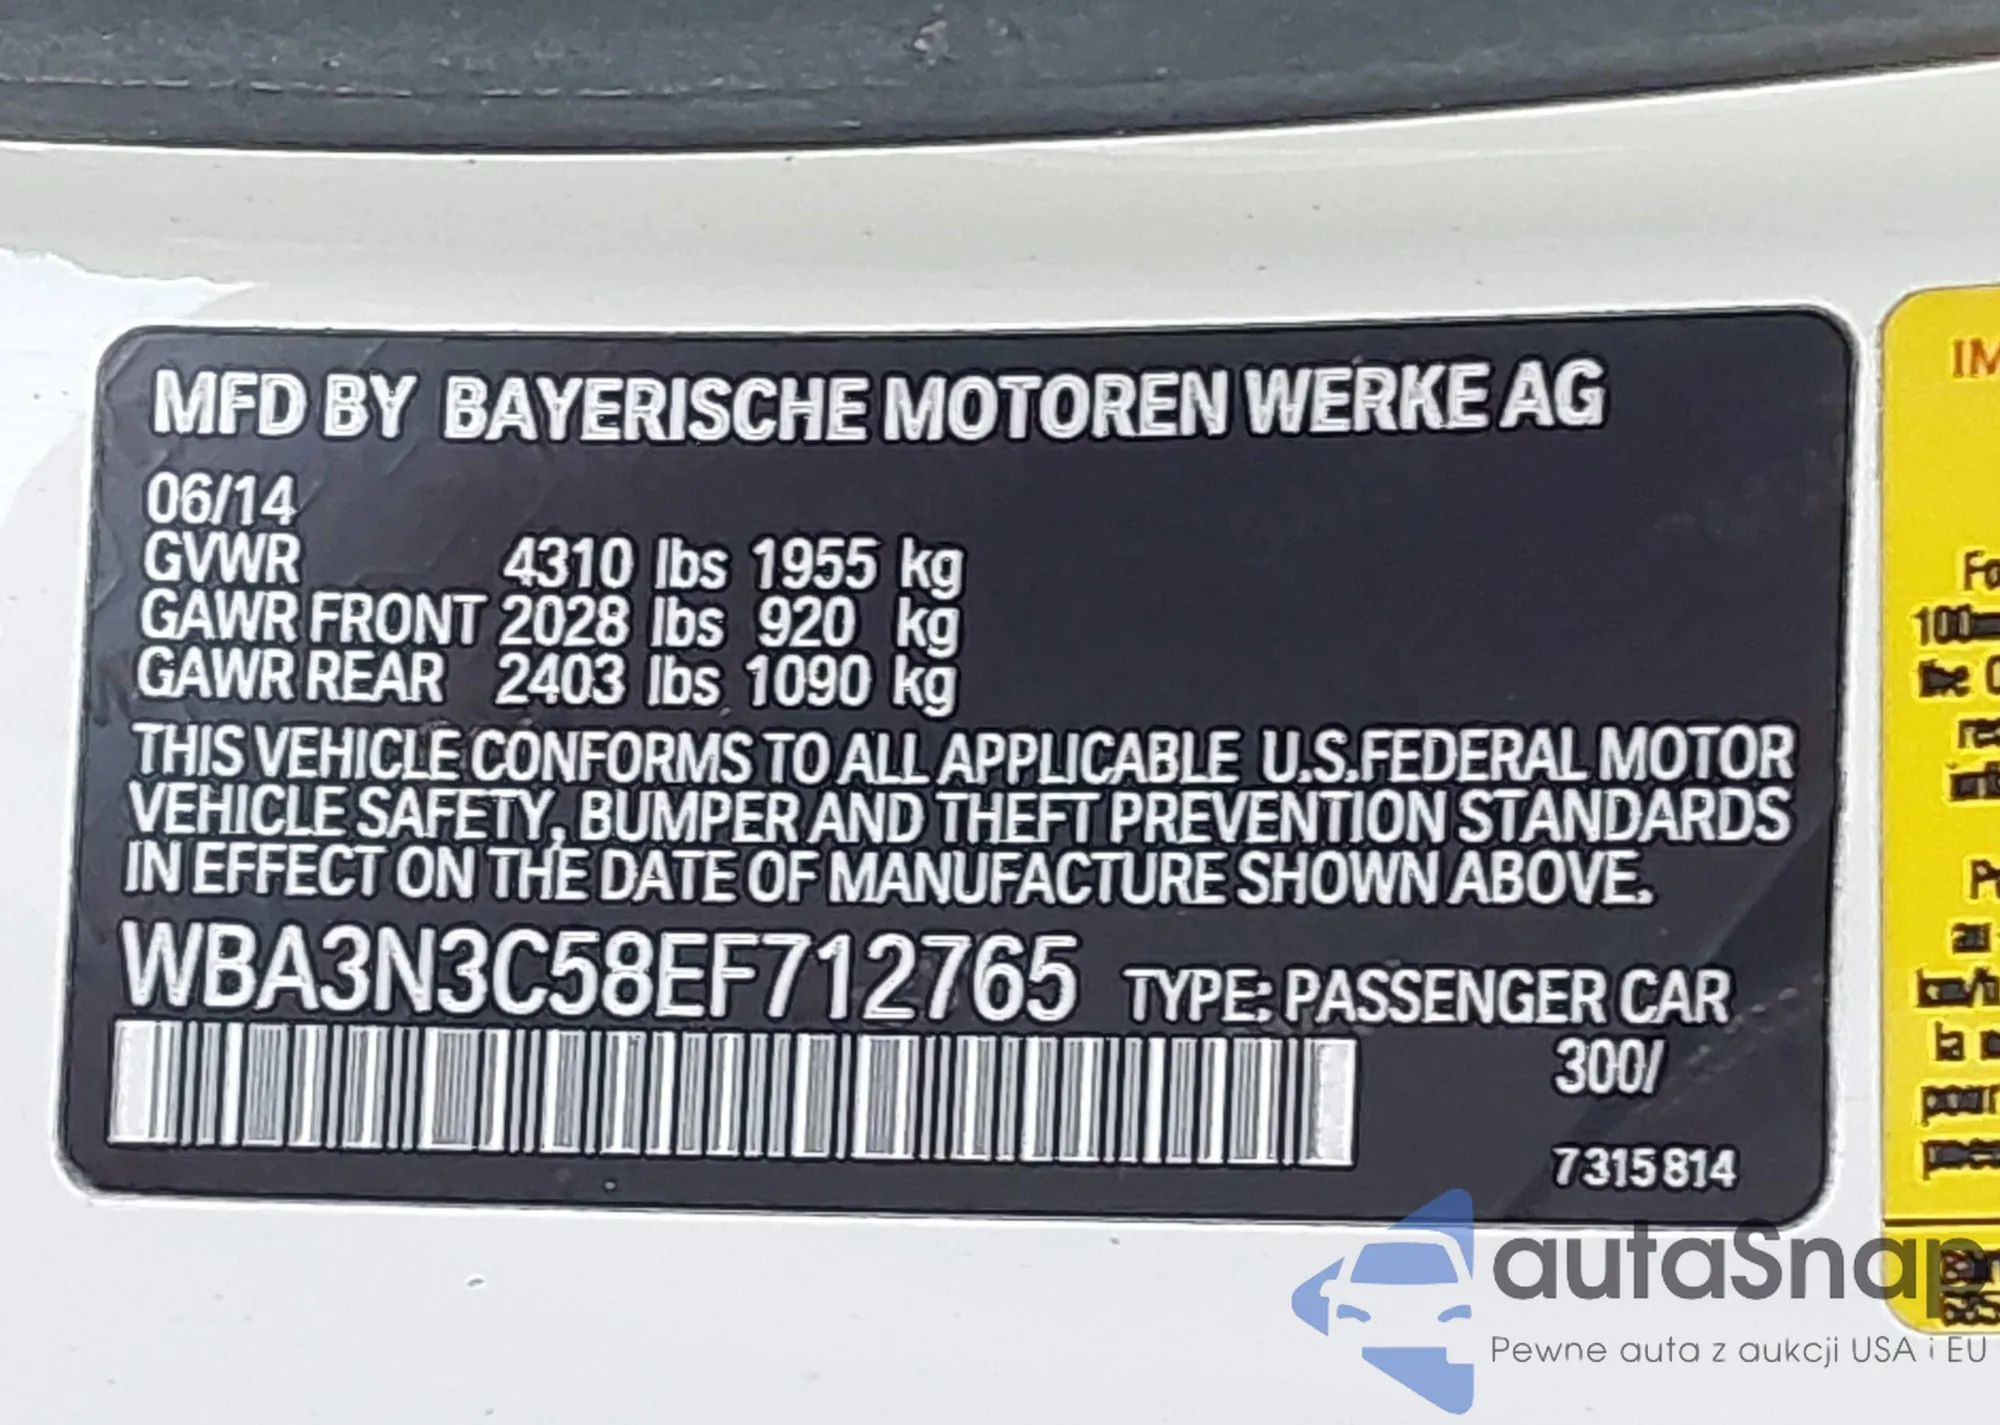 MFD BY BAYERISCHE MOTOREN WERKE AG
06/14
GVWR 4310 lbs 1955 kg
GAWR FRONT 2028 lbs 920 kg
GAWR REAR 2403 lbs 1090 kg
THIS VEHICLE CONFORMS TO ALL APPLICABLE U.S.FEDERAL MOTOR
VEHICLE SAFETY, BUMPER AND THEFT PREVENTION STANDARDS
IN EFFECT ON THE DATE OF MANUFACTURE SHOWN ABOVE.
WBA3N3C58EF712765 TYPE: PASSENGER CAR
300/
7315814
autaSnap
Pewne auta z aukcji USA i EU